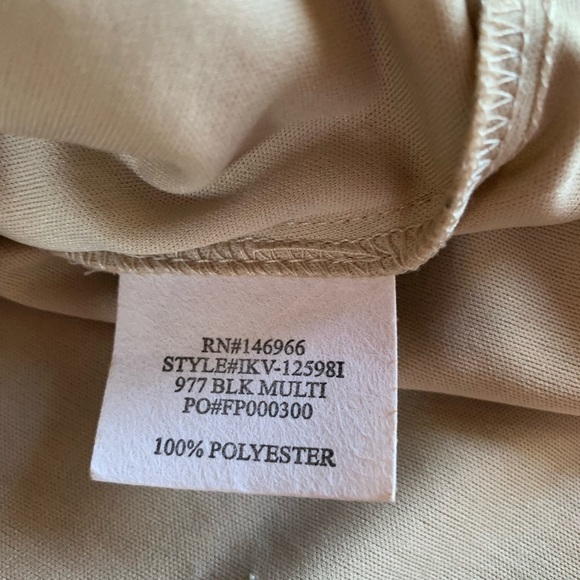 RN#146966
STYLE#IKV-12598I
977 BLK MULTI
PO#FP000300
100% POLYESTER